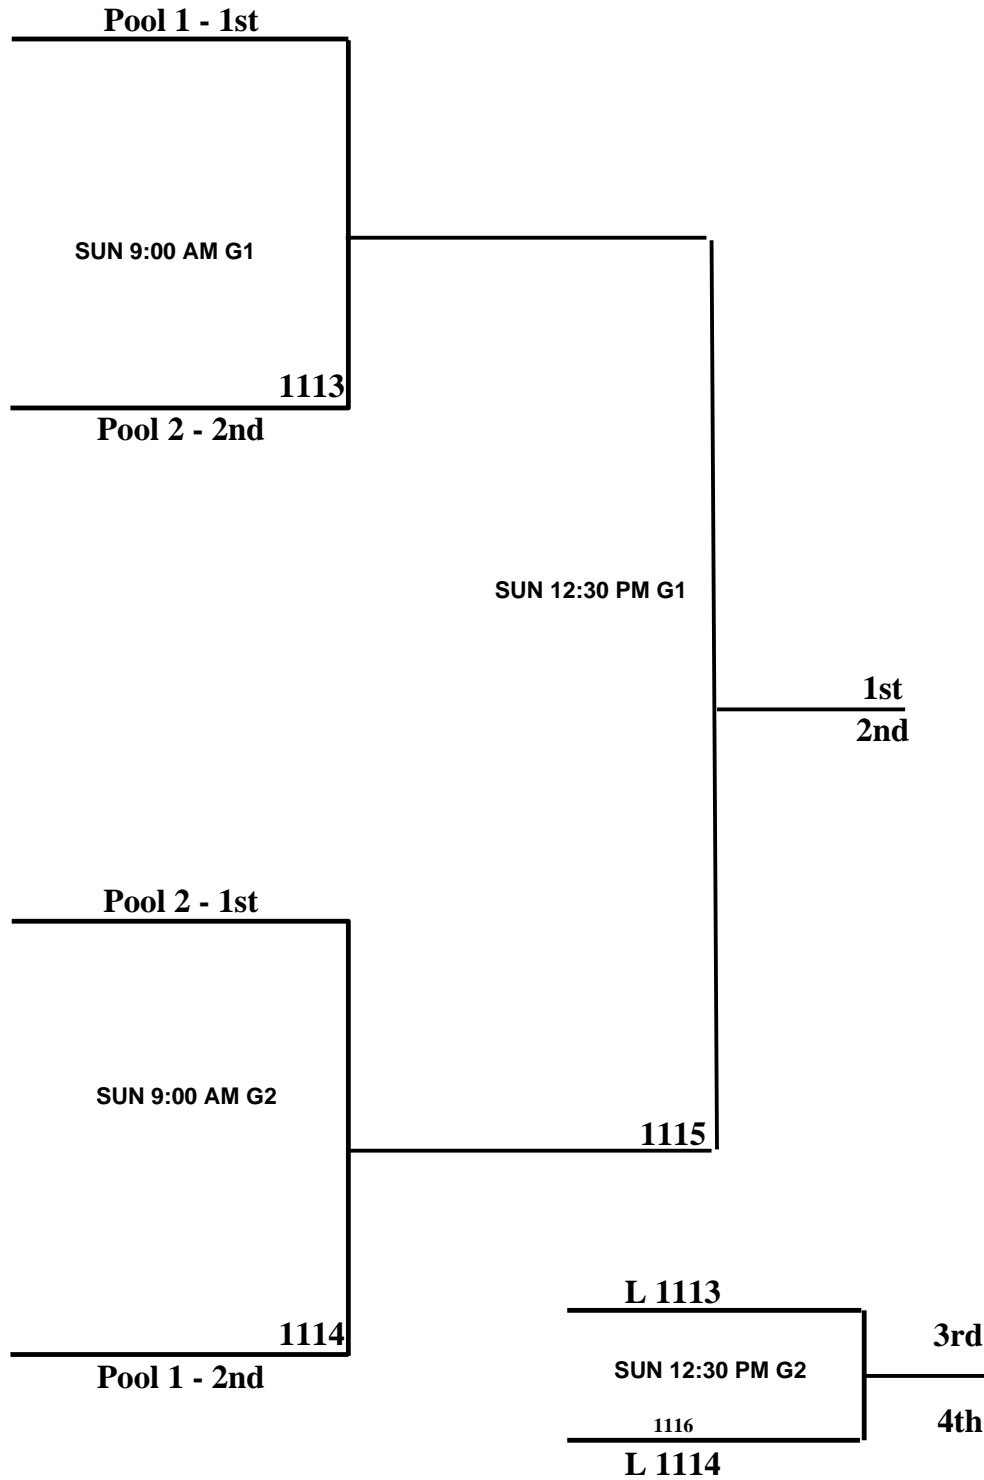 Pool 1 - 1st
SUN 9:00 AM G1
1113
Pool 2 - 2nd
SUN 12:30 PM G1
1st
2nd
Pool 2 - 1st
SUN 9:00 AM G2
1115
1114
Pool 1 - 2nd
L 1113
3rd
SUN 12:30 PM G2
1116
4th
L 1114